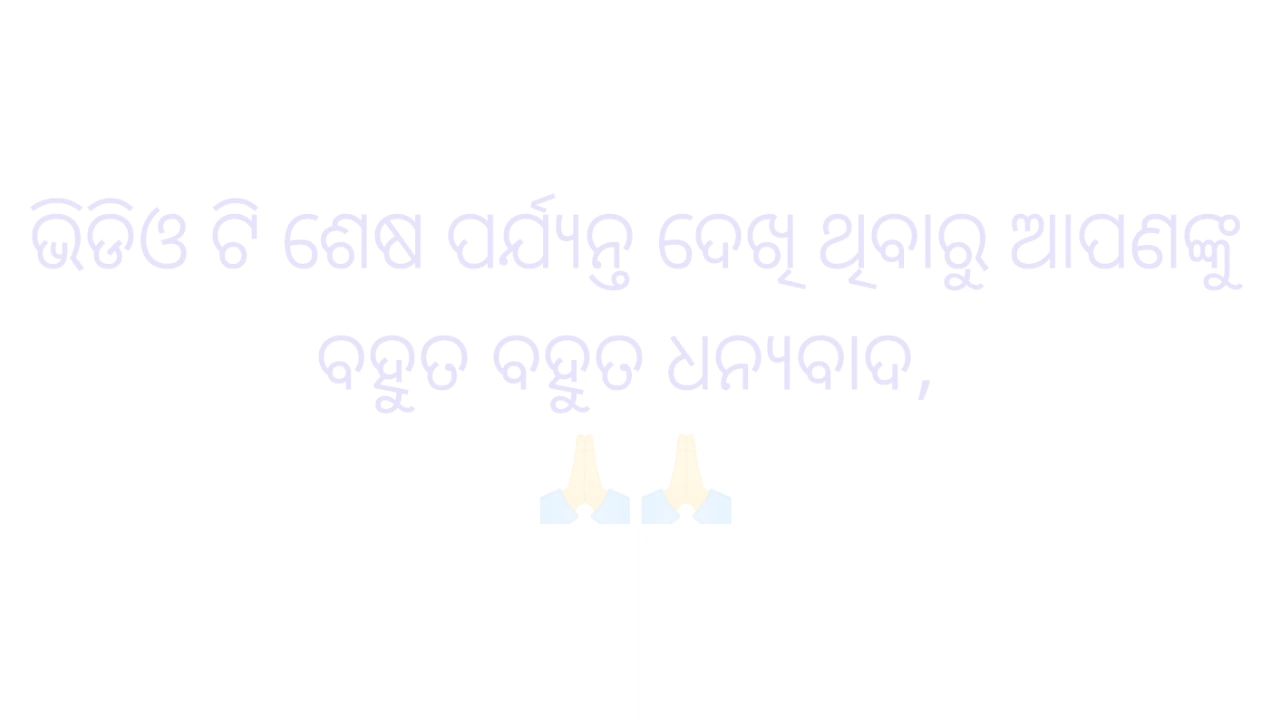 ଭିଡିଓ ଟି ଶେଷ ପର୍ଯ୍ୟନ୍ତ ଦେଖି ଥିବାରୁ ଆପଣଙ୍କୁ
ବହୁତ ବହୁତ ଧନ୍ୟବାଦ,
🙏🏻🙏🏻